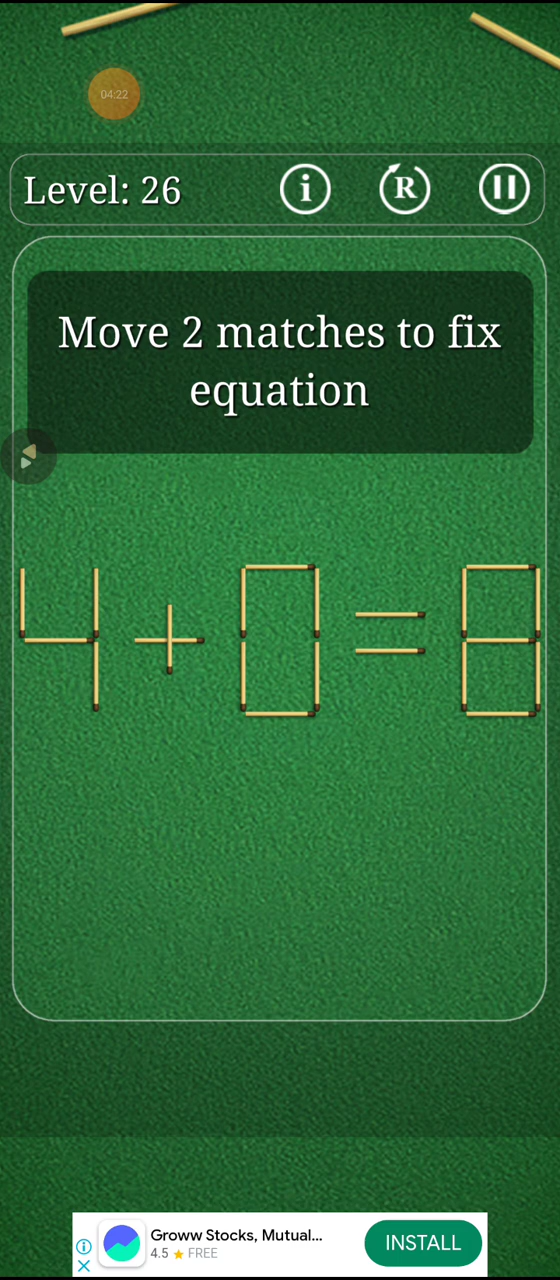 04:22
Level: 26
i
R
Move 2 matches to fix
equation
4 + 0 = 8
Groww Stocks, Mutual...
4.5 ★ FREE
INSTALL